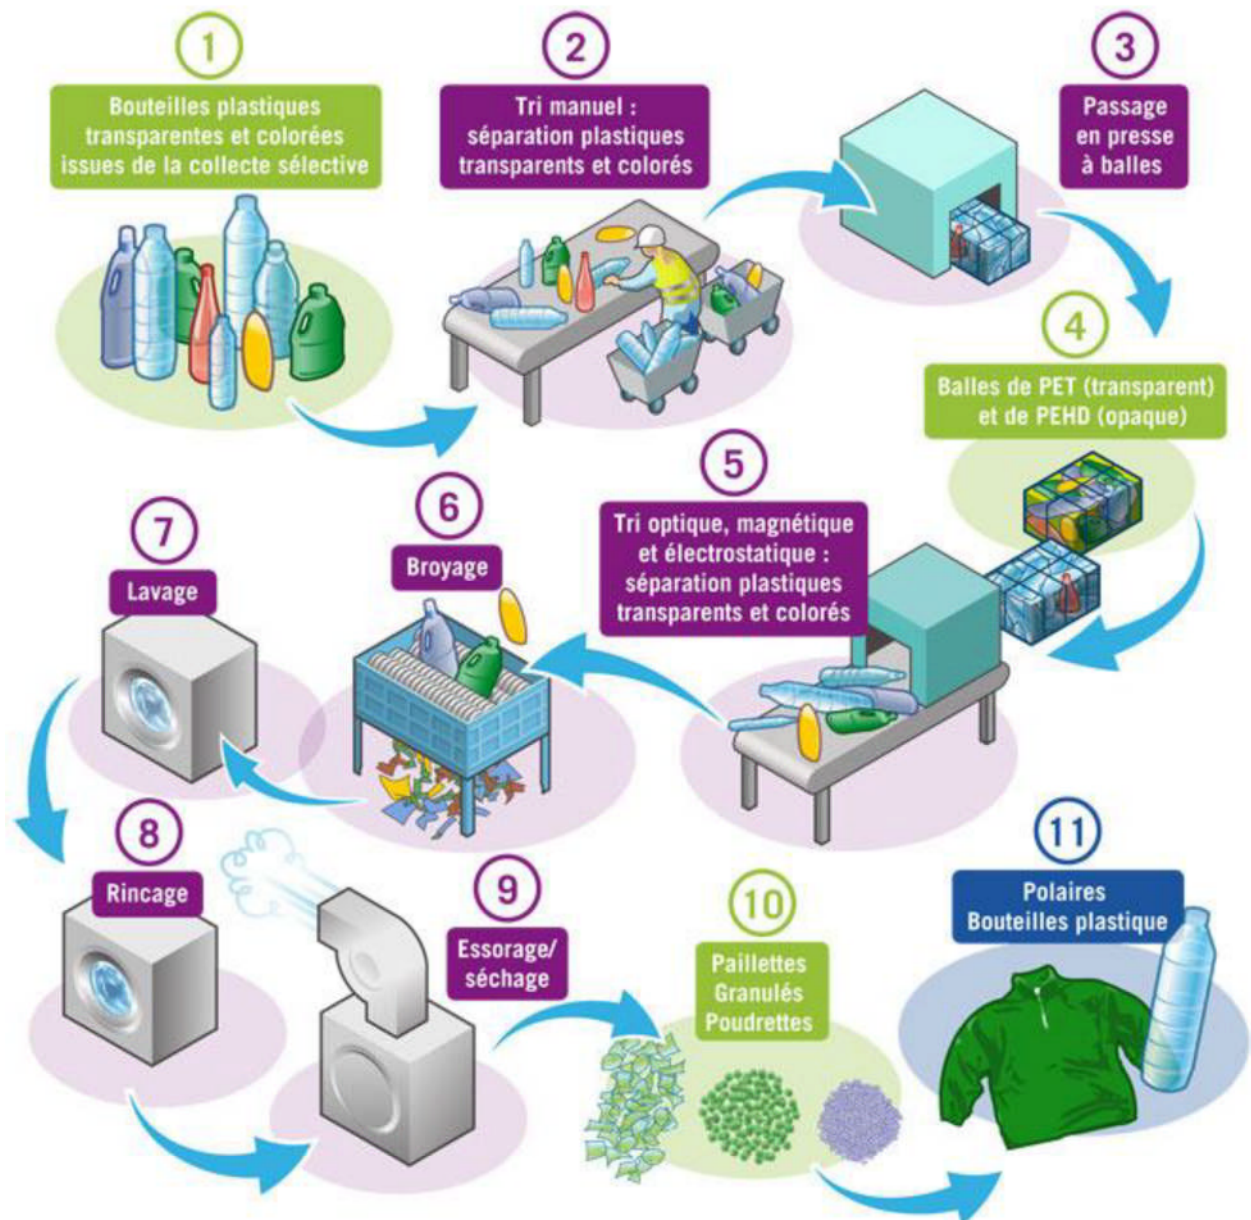 1
Bouteilles plastiques
transparentes et colorées
issues de la collecte sélective
2
Tri manuel :
séparation plastiques
transparents et colorés
3
Passage
en presse
à balles
4
Balles de PET (transparent)
et de PEHD (opaque)
5
Tri optique, magnétique
et électrostatique :
séparation plastiques
transparents et colorés
6
Broyage
7
Lavage
8
Rincage
9
Essorage/
séchage
10
Paillettes
Granulés
Poudrettes
11
Polaires
Bouteilles plastique